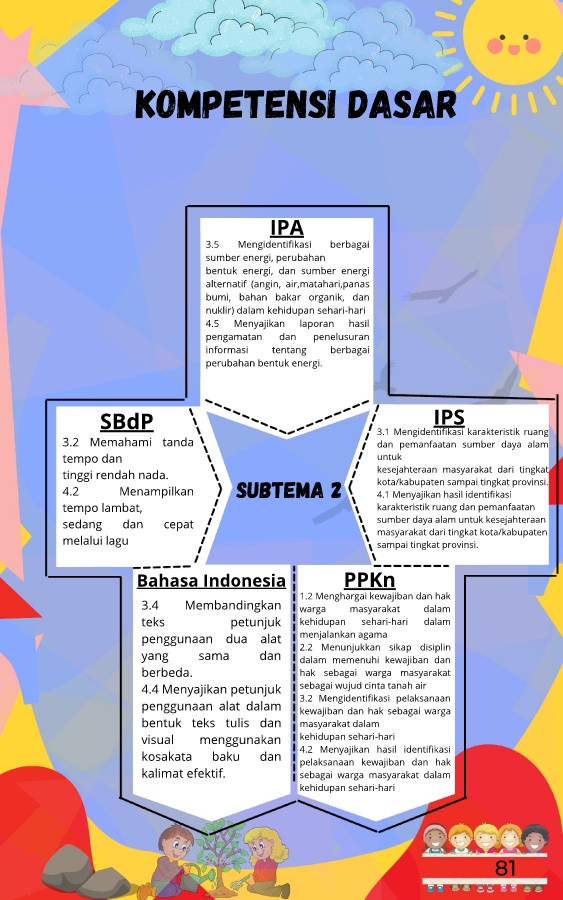 KOMPETENSI DASAR
IPA
3.5 Mengidentifikasi berbagai
sumber energi, perubahan
bentuk energi, dan sumber energi
alternatif (angin, air,matahari,panas
bumi, bahan bakar organik, dan
nuklir) dalam kehidupan sehari-hari
4.5 Menyajikan laporan hasil
pengamatan dan penelusuran
informasi tentang berbagai
perubahan bentuk energi.
SBdP
3.2 Memahami tanda
tempo dan
tinggi rendah nada.
4.2 Menampilkan
tempo lambat,
sedang dan cepat
melalui lagu
SUBTEMA 2
IPS
3.1 Mengidentifikasi karakteristik ruang
dan pemanfaatan sumber daya alam
untuk
kesejahteraan masyarakat dari tingkat
kota/kabupaten sampai tingkat provinsi.
4.1 Menyajikan hasil identifikasi
karakteristik ruang dan pemanfaatan
sumber daya alam untuk kesejahteraan
masyarakat dari tingkat kota/kabupaten
sampai tingkat provinsi.
Bahasa Indonesia
3.4 Membandingkan
teks petunjuk
penggunaan dua alat
yang sama dan
berbeda.
4.4 Menyajikan petunjuk
penggunaan alat dalam
bentuk teks tulis dan
visual menggunakan
kosakata baku dan
kalimat efektif.
PPKn
1.2 Menghargai kewajiban dan hak
warga masyarakat dalam
kehidupan sehari-hari dalam
menjalankan agama
2.2 Menunjukkan sikap disiplin
dalam memenuhi kewajiban dan
hak sebagai warga masyarakat
sebagai wujud cinta tanah air
3.2 Mengidentifikasi pelaksanaan
kewajiban dan hak sebagai warga
masyarakat dalam
kehidupan sehari-hari
4.2 Menyajikan hasil identifikasi
pelaksanaan kewajiban dan hak
sebagai warga masyarakat dalam
kehidupan sehari-hari
81